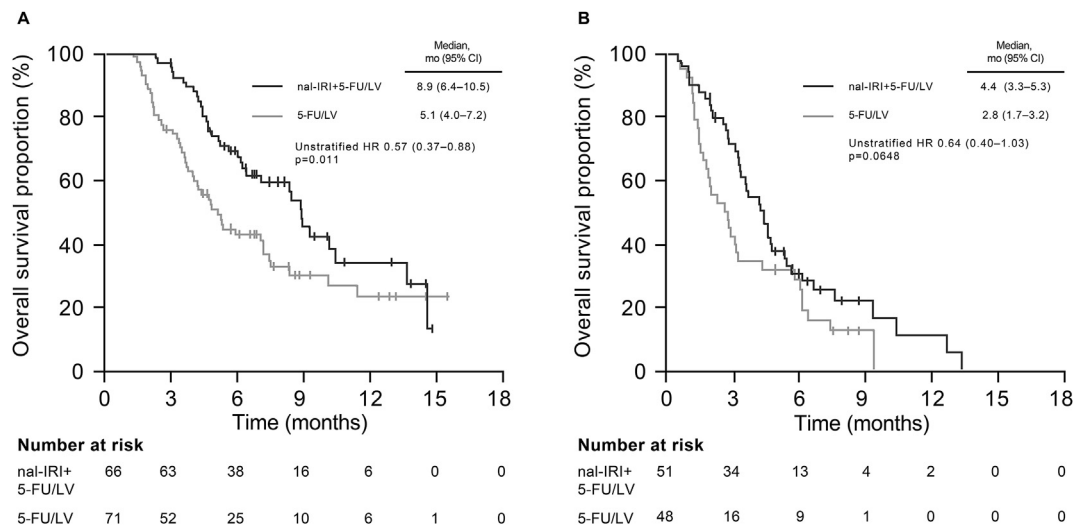 A
Overall survival proportion (%)
100
80
60
40
20
0
Median,
mo (95% CI)
nal-IRI+5-FU/LV 8.9 (6.4–10.5)
5-FU/LV 5.1 (4.0–7.2)
Unstratified HR 0.57 (0.37–0.88)
p=0.011
0 3 6 9 12 15 18
Time (months)
Number at risk
nal-IRI+ 66 63 38 16 6 0 0
5-FU/LV
5-FU/LV 71 52 25 10 6 1 0
B
Overall survival proportion (%)
100
80
60
40
20
0
Median,
mo (95% CI)
nal-IRI+5-FU/LV 4.4 (3.3–5.3)
5-FU/LV 2.8 (1.7–3.2)
Unstratified HR 0.64 (0.40–1.03)
p=0.0648
0 3 6 9 12 15 18
Time (months)
Number at risk
nal-IRI+ 51 34 13 4 2 0 0
5-FU/LV
5-FU/LV 48 16 9 1 0 0 0